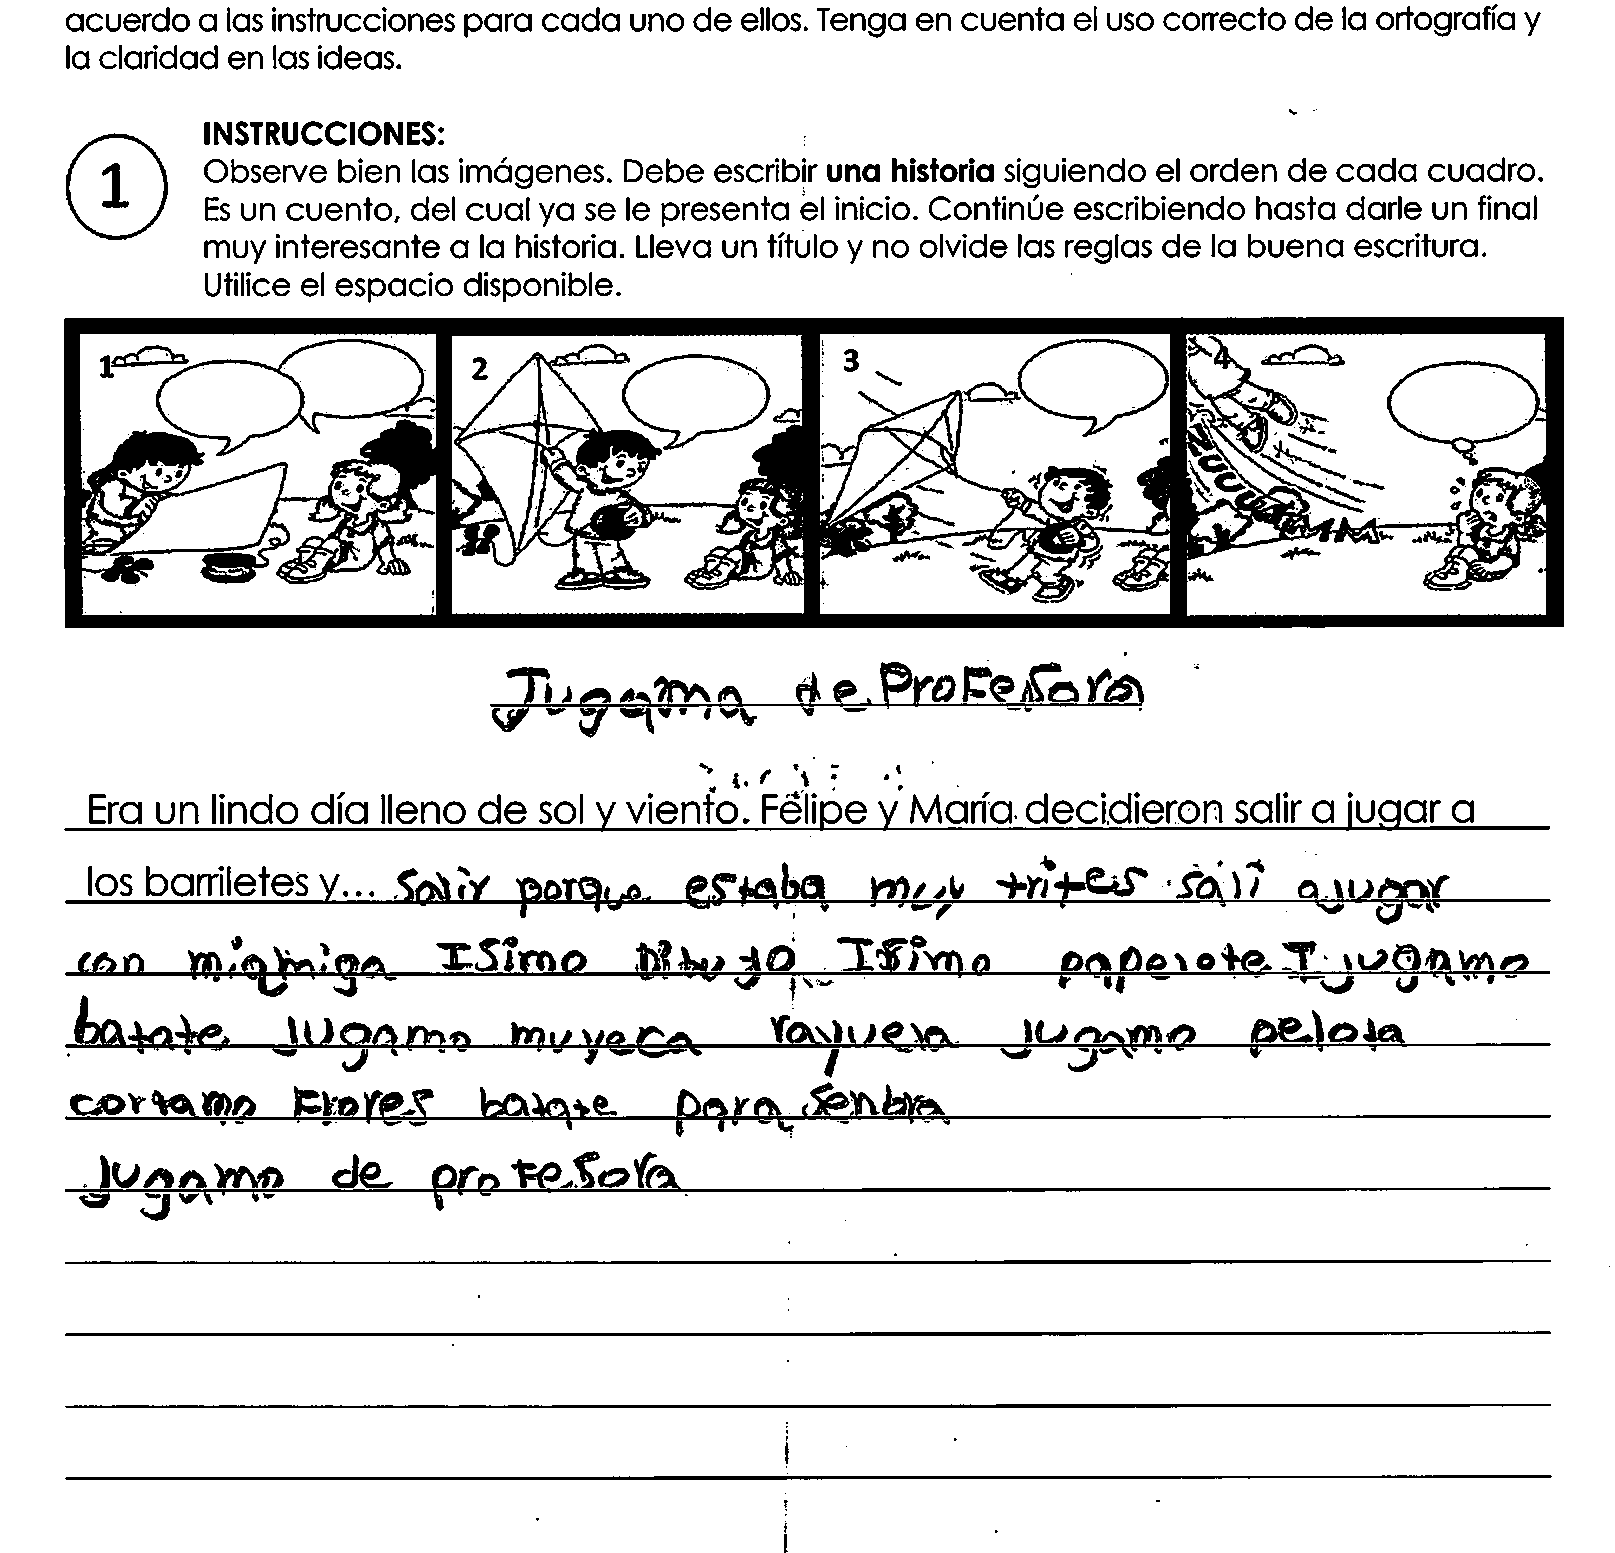 acuerdo a las instrucciones para cada uno de ellos. Tenga en cuenta el uso correcto de la ortografía y
la claridad en las ideas.
1
INSTRUCCIONES:
Observe bien las imágenes. Debe escribir una historia siguiendo el orden de cada cuadro.
Es un cuento, del cual ya se le presenta el inicio. Continúe escribiendo hasta darle un final
muy interesante a la historia. Lleva un título y no olvide las reglas de la buena escritura.
Utilice el espacio disponible.
1 2 3 4
Jugama de Profesora
Era un lindo día lleno de sol y viento. Felipe y María decidieron salir a jugar a
los barriletes y... Salir porque estaba muy trites sali ajugar
con miamiga Isimo Dibujo Isimo papelote I jugamo
batate jugamo muyeca rayuela jugamo pelota
cortamo Flores batate para senbra
jugamo de profesora